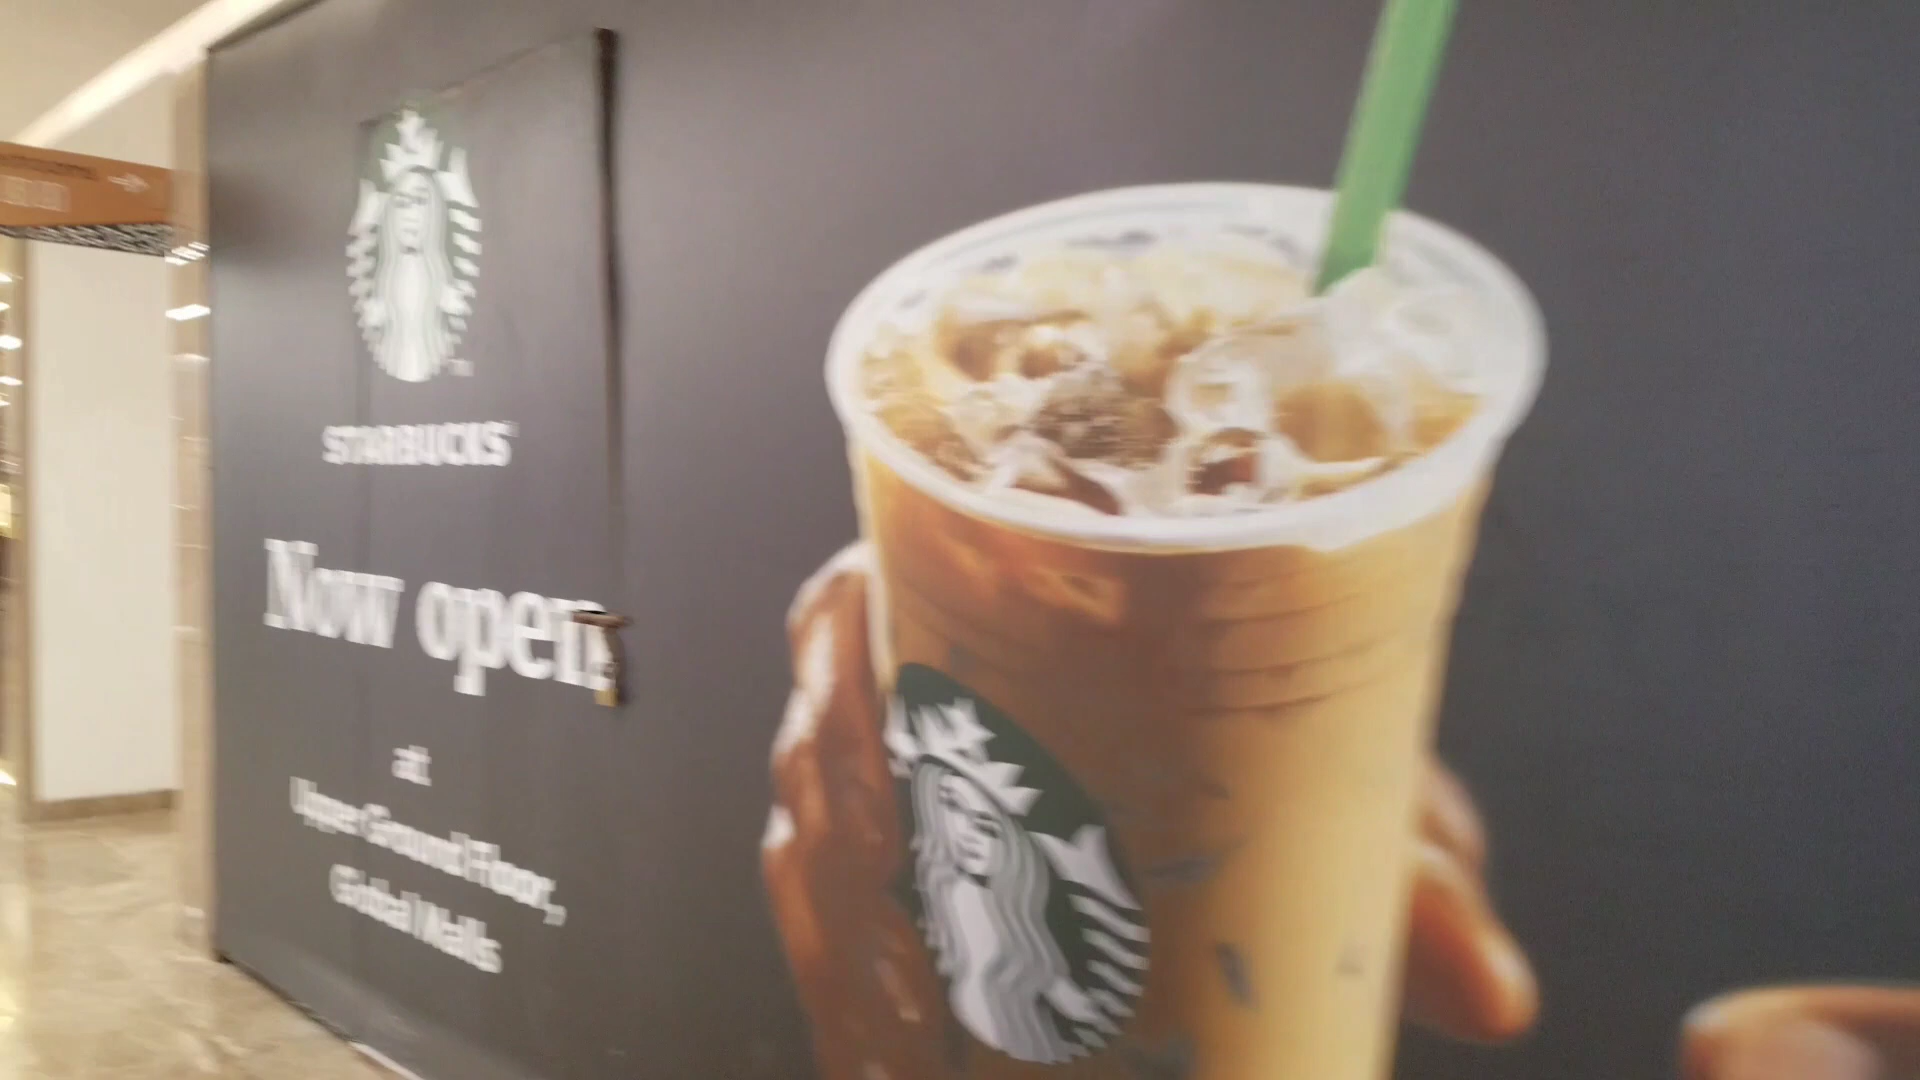 STARBUCKS
Now open
at
Upper Ground Floor,
Global Malls